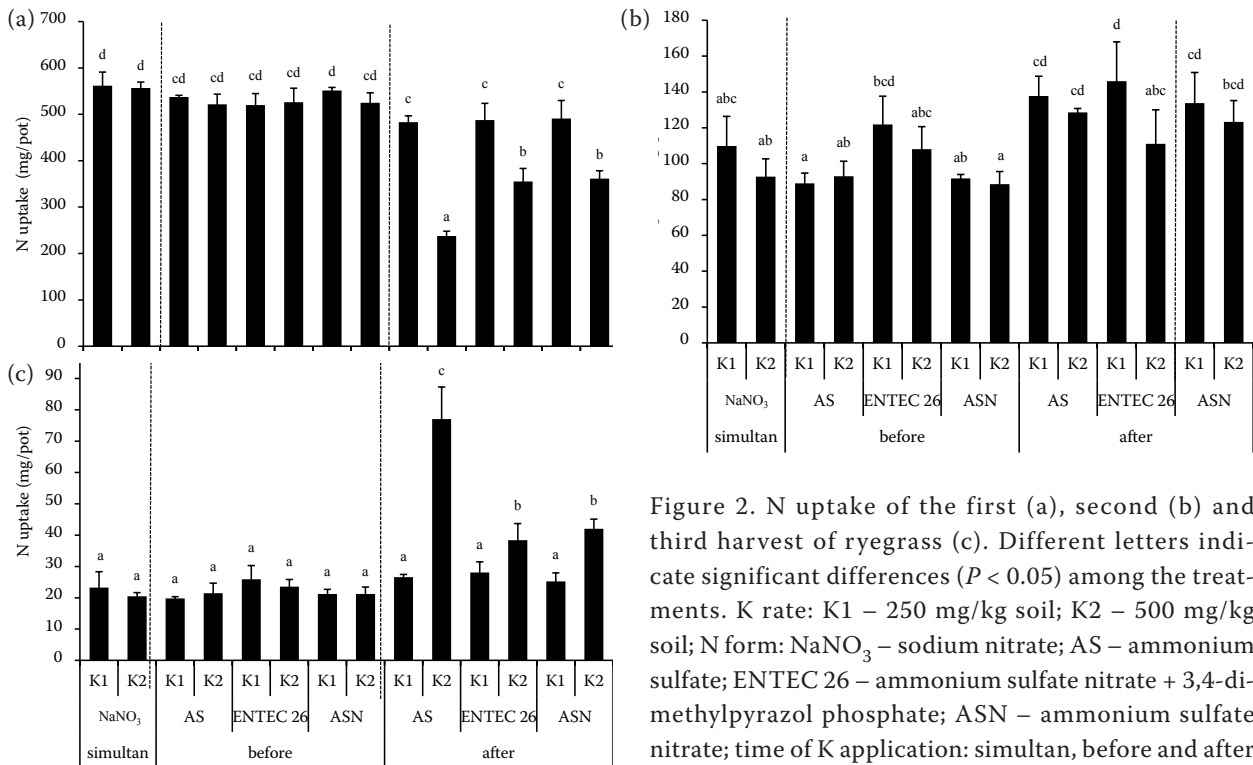 (a)
700
600
500
400
300
200
100
0
N uptake (mg/pot)
d d cd cd cd cd d cd c a c b c b
(b)
180
160
140
120
100
80
60
40
20
0
abc ab a ab bcd abc ab a cd cd d abc cd bcd
K1 K2 K1 K2 K1 K2 K1 K2 K1 K2 K1 K2 K1 K2
NaNO3 AS ENTEC 26 ASN AS ENTEC 26 ASN
simultan before after
(c)
90
80
70
60
50
40
30
20
10
0
N uptake (mg/pot)
a a a a a a a a a c a b a b
K1 K2 K1 K2 K1 K2 K1 K2 K1 K2 K1 K2 K1 K2
NaNO3 AS ENTEC 26 ASN AS ENTEC 26 ASN
simultan before after
Figure 2. N uptake of the first (a), second (b) and
third harvest of ryegrass (c). Different letters indi-
cate significant differences (P < 0.05) among the treat-
ments. K rate: K1 – 250 mg/kg soil; K2 – 500 mg/kg
soil; N form: NaNO3 – sodium nitrate; AS – ammonium
sulfate; ENTEC 26 – ammonium sulfate nitrate + 3,4-di-
methylpyrazol phosphate; ASN – ammonium sulfate
nitrate; time of K application: simultan, before and after